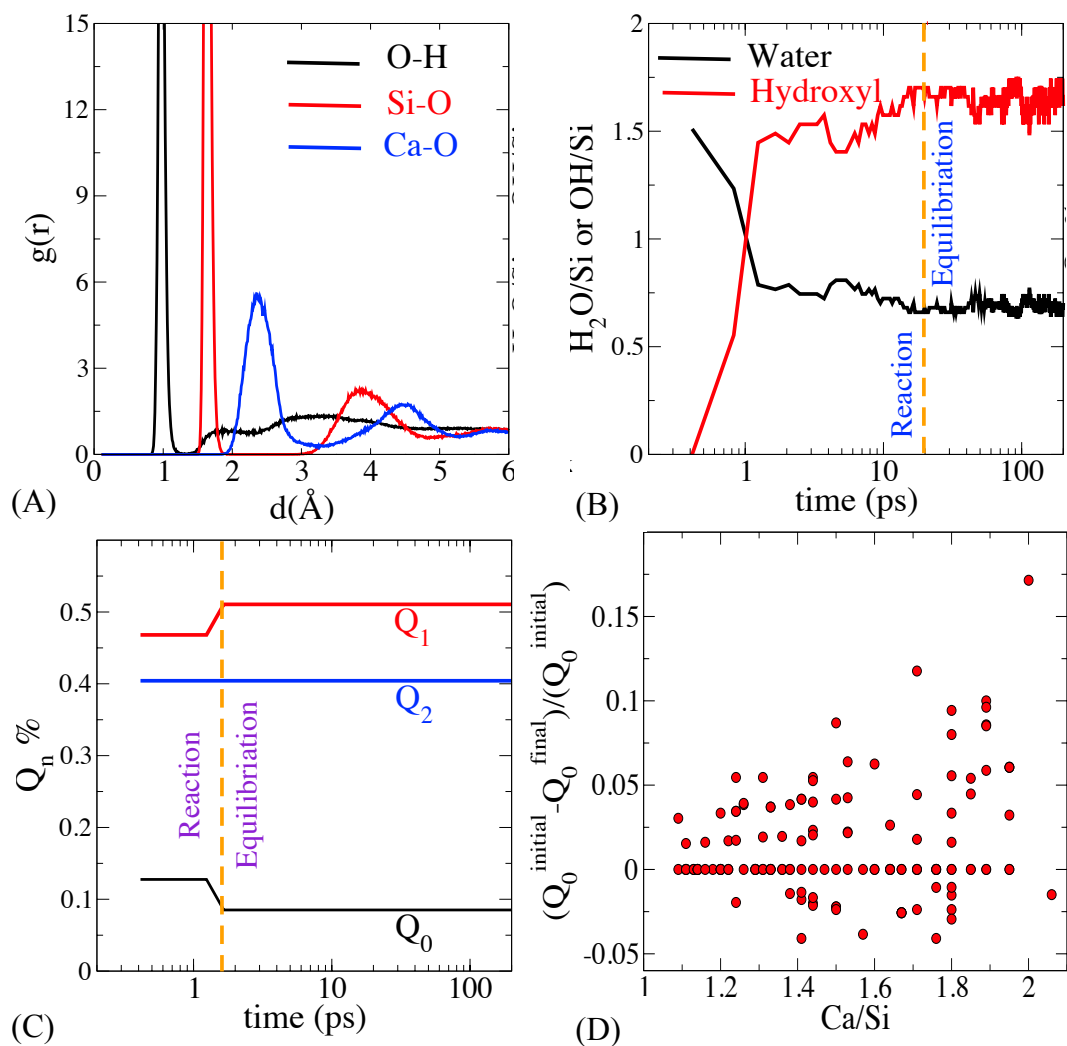 15
12
9
6
3
0
g(r)
O-H
Si-O
Ca-O
0 1 2 3 4 5 6
d(Å)
(A)
2
1.5
1
0.5
0
H2O/Si or OH/Si
Water
Hydroxyl
Reaction
Equilibriation
1 10 100
time (ps)
(B)
0.5
0.4
0.3
0.2
0.1
0
Qn %
Q1
Q2
Q0
Reaction
Equilibriation
1 10 100
time (ps)
(C)
0.15
0.1
0.05
0
-0.05
(Q0initial-Q0final)/(Q0initial)
1 1.2 1.4 1.6 1.8 2
Ca/Si
(D)